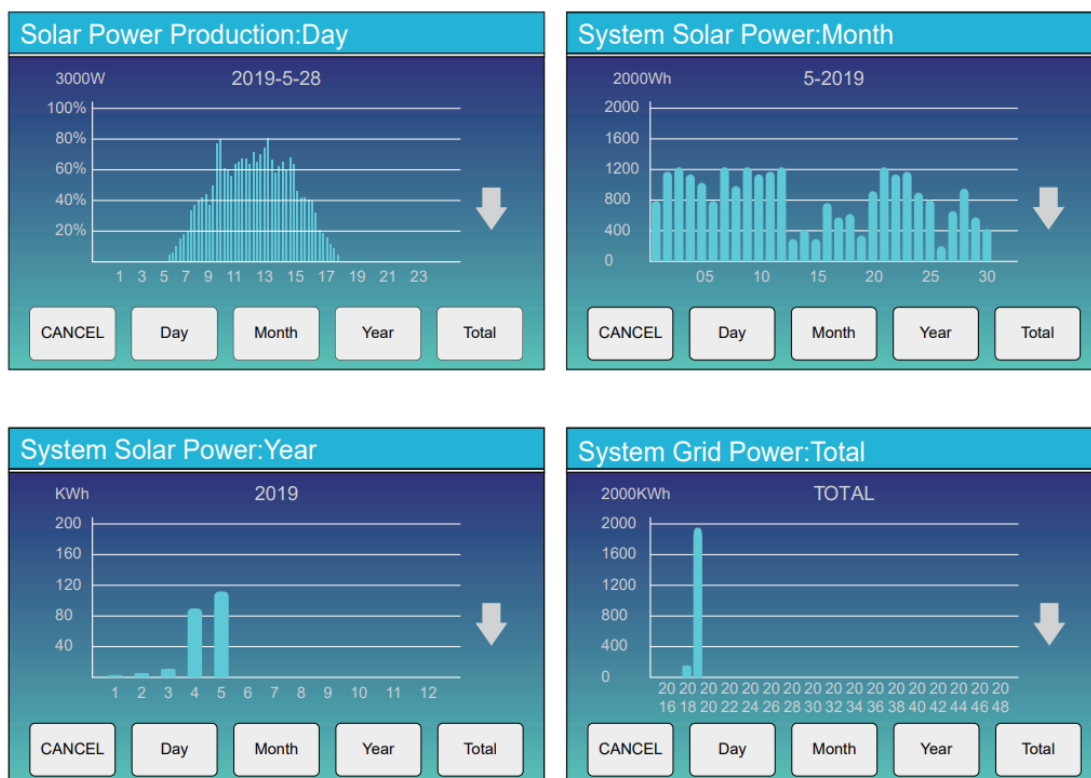 Solar Power Production:Day
3000W 2019-5-28
100%
80%
60%
40%
20%
1 3 5 7 9 11 13 15 17 19 21 23
CANCEL Day Month Year Total
System Solar Power:Month
2000Wh 5-2019
2000
1600
1200
800
400
0
05 10 15 20 25 30
CANCEL Day Month Year Total
System Solar Power:Year
KWh 2019
200
160
120
80
40
1 2 3 4 5 6 7 8 9 10 11 12
CANCEL Day Month Year Total
System Grid Power:Total
2000KWh TOTAL
2000
1600
1200
800
400
0
20 20 20 20 20 20 20 20 20 20 20 20 20 20 20 20 20
16 18 20 22 24 26 28 30 32 34 36 38 40 42 44 46 48
CANCEL Day Month Year Total